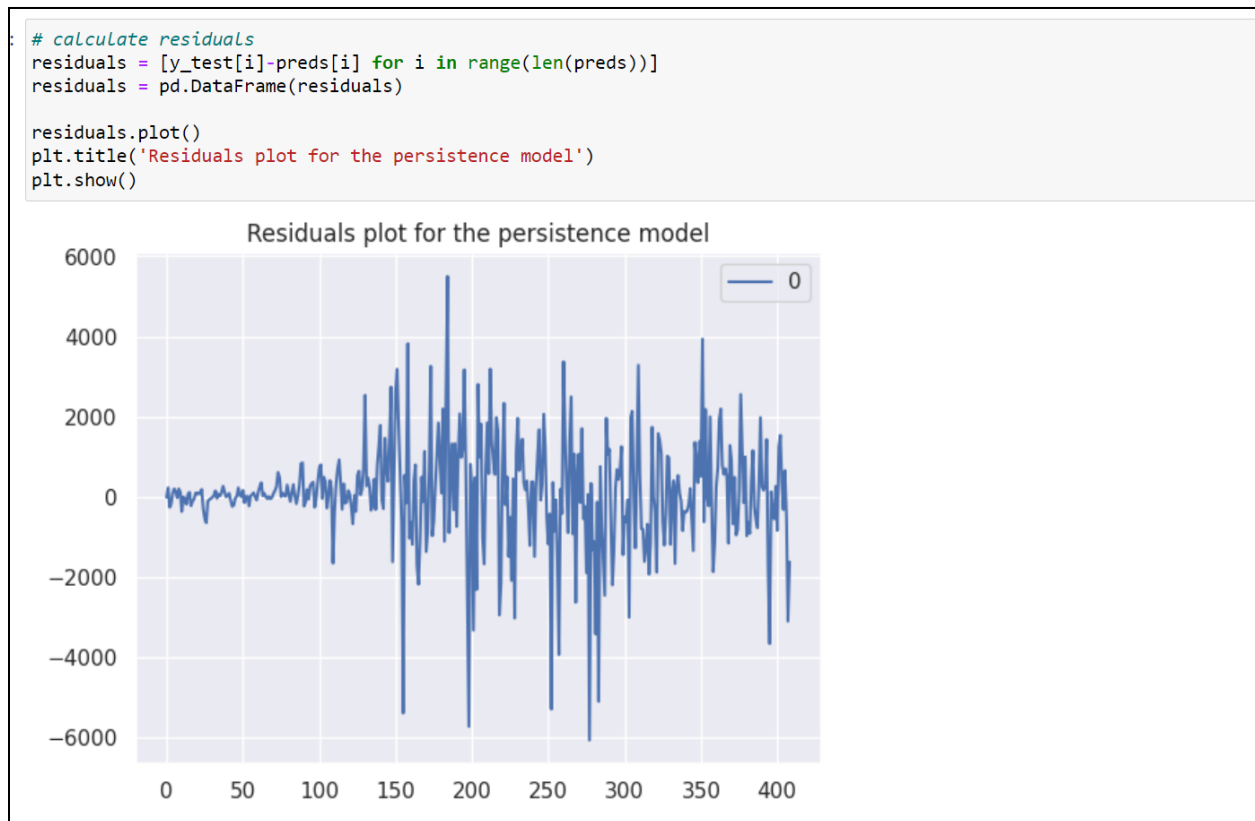 :
# calculate residuals
residuals = [y_test[i]-preds[i] for i in range(len(preds))]
residuals = pd.DataFrame(residuals)
residuals.plot()
plt.title('Residuals plot for the persistence model')
plt.show()
Residuals plot for the persistence model
0
6000
4000
2000
0
−2000
−4000
−6000
0 50 100 150 200 250 300 350 400